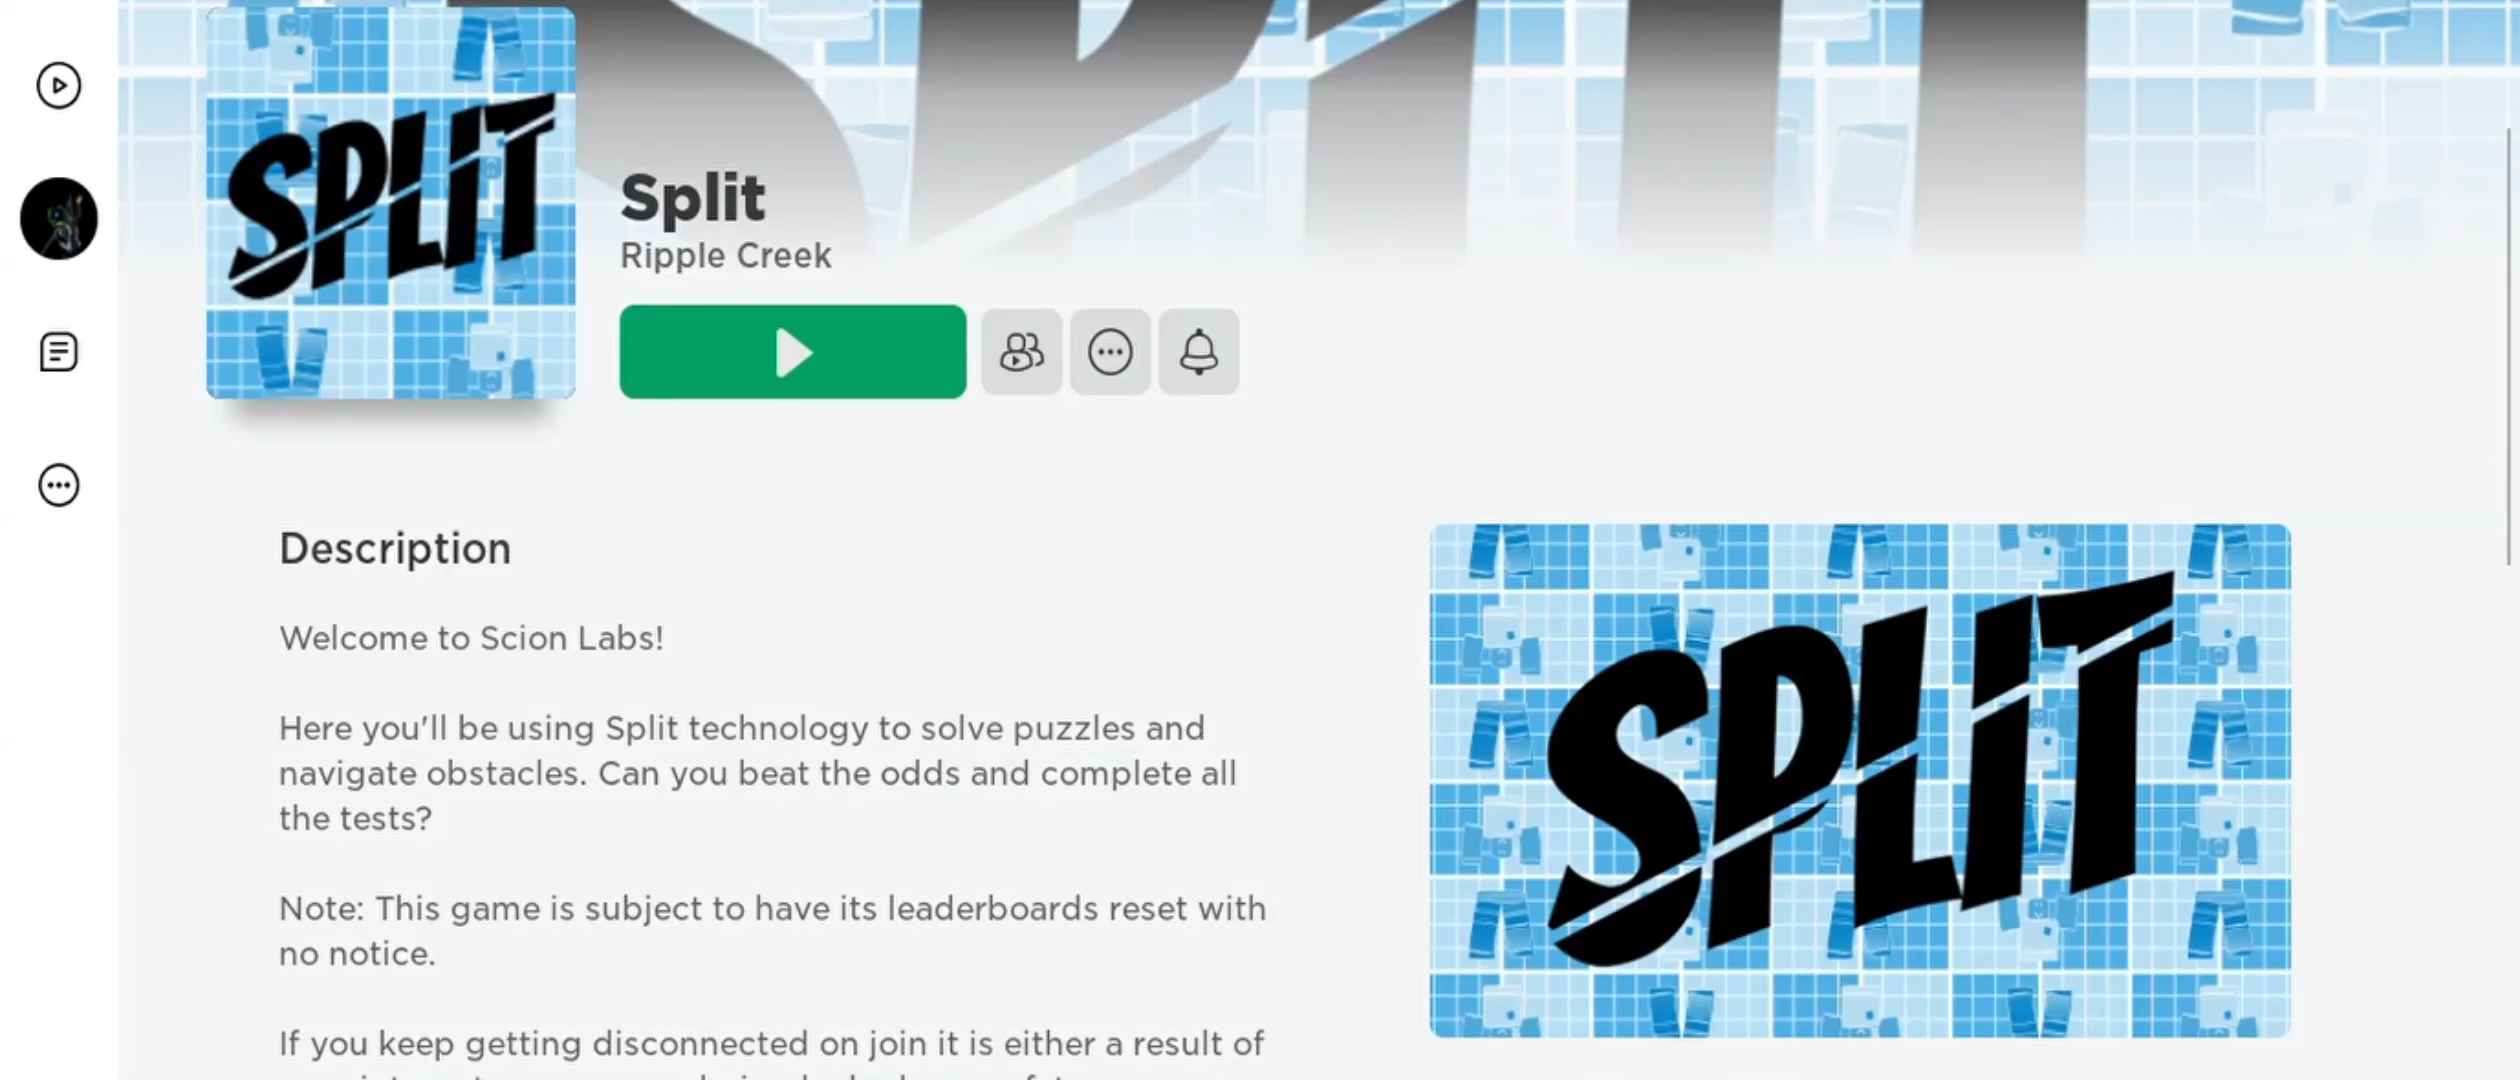 SPLiT
SPLiT
Split
Ripple Creek
Description
Welcome to Scion Labs!
Here you'll be using Split technology to solve puzzles and
navigate obstacles. Can you beat the odds and complete all
the tests?
Note: This game is subject to have its leaderboards reset with
no notice.
If you keep getting disconnected on join it is either a result of
SPLiT